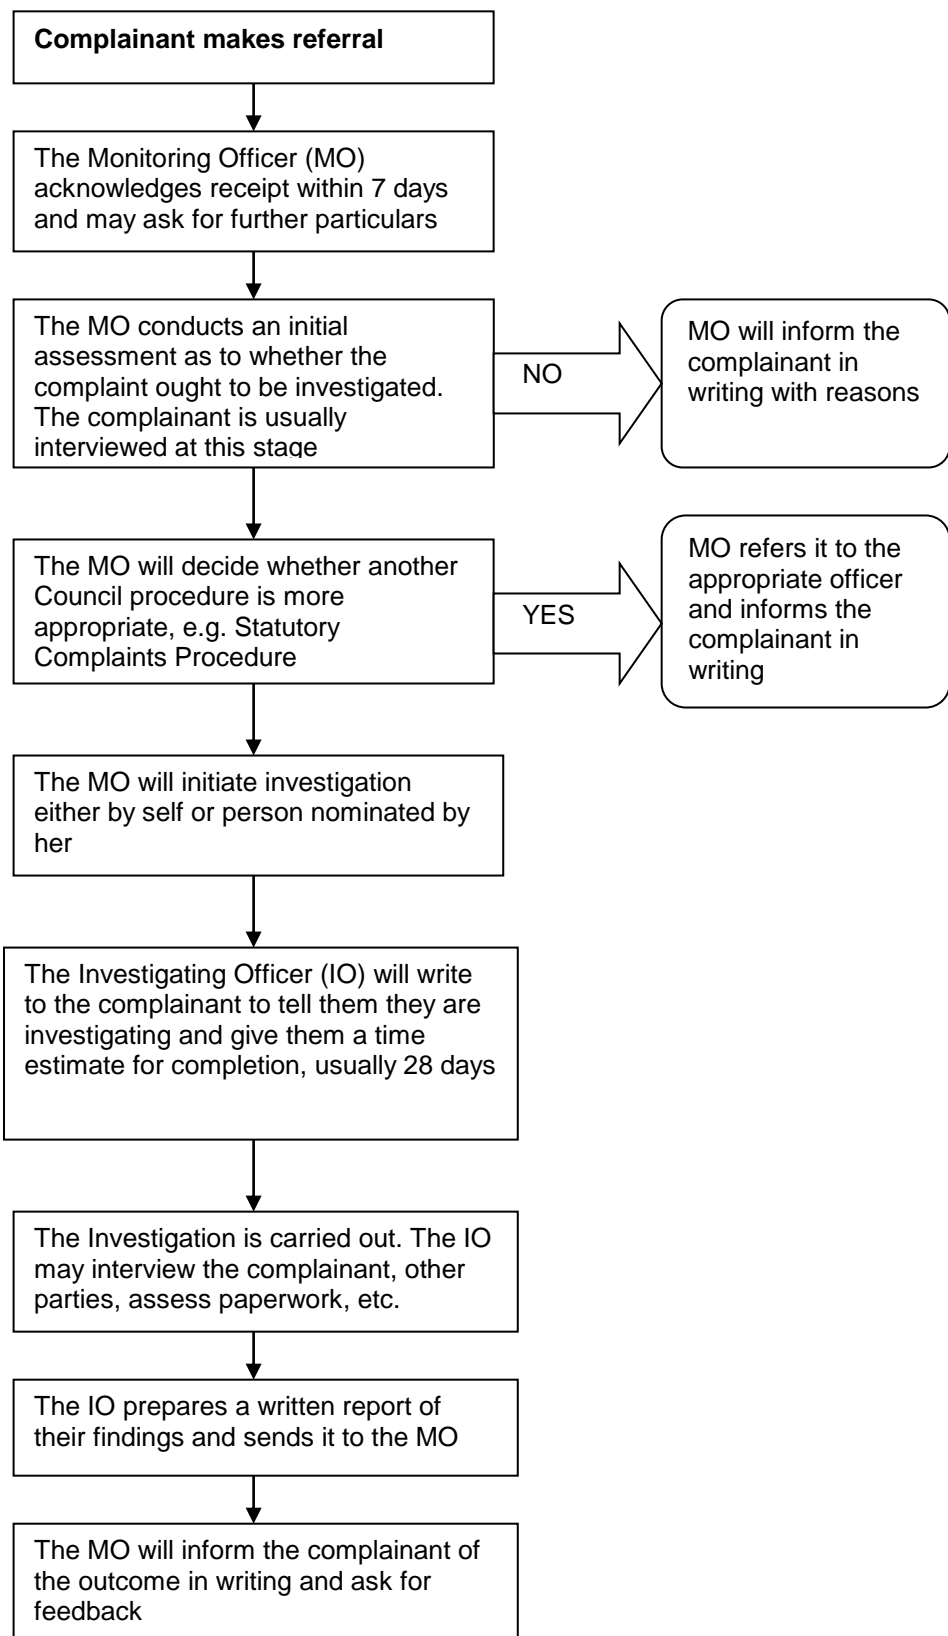 Complainant makes referral
The Monitoring Officer (MO)
acknowledges receipt within 7 days
and may ask for further particulars
The MO conducts an initial
assessment as to whether the
complaint ought to be investigated.
The complainant is usually
interviewed at this stage
NO
MO will inform the
complainant in
writing with reasons
The MO will decide whether another
Council procedure is more
appropriate, e.g. Statutory
Complaints Procedure
YES
MO refers it to the
appropriate officer
and informs the
complainant in
writing
The MO will initiate investigation
either by self or person nominated by
her
The Investigating Officer (IO) will write
to the complainant to tell them they are
investigating and give them a time
estimate for completion, usually 28 days
The Investigation is carried out. The IO
may interview the complainant, other
parties, assess paperwork, etc.
The IO prepares a written report of
their findings and sends it to the MO
The MO will inform the complainant of
the outcome in writing and ask for
feedback